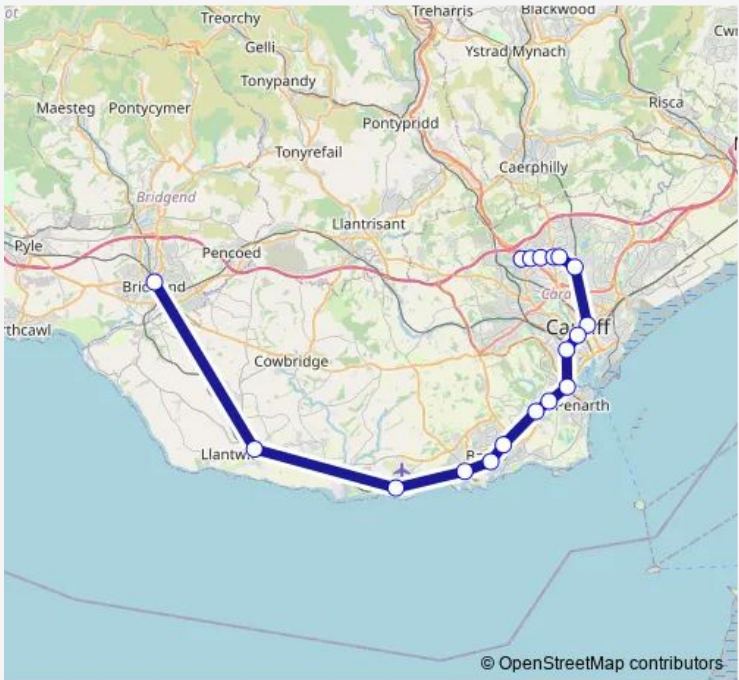 Treharris
Blackwood
Treorchy
Gelli
Ystrad Mynach
Tonypandy
Risca
Maesteg
Pontycymer
Pontypridd
Tonyrefail
Caerphilly
Bridgend
Llantrisant
Pyle
Pencoed
Cowbridge
Penarth
© OpenStreetMap contributors